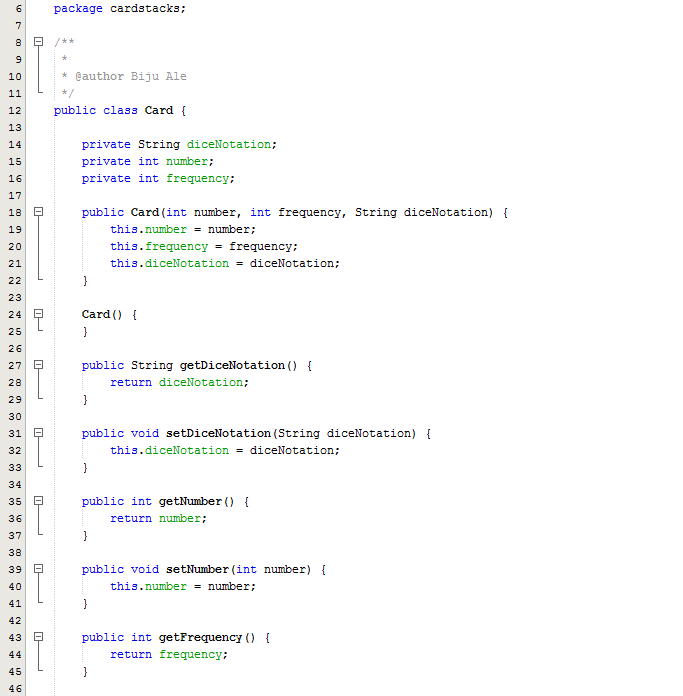 6 package cardstacks;
7
8 /**
9 *
10 * @author Biju Ale
11 */
12 public class Card {
13
14 private String diceNotation;
15 private int number;
16 private int frequency;
17
18 public Card(int number, int frequency, String diceNotation) {
19 this.number = number;
20 this.frequency = frequency;
21 this.diceNotation = diceNotation;
22 }
23
24 Card() {
25 }
26
27 public String getDiceNotation() {
28 return diceNotation;
29 }
30
31 public void setDiceNotation(String diceNotation) {
32 this.diceNotation = diceNotation;
33 }
34
35 public int getNumber() {
36 return number;
37 }
38
39 public void setNumber(int number) {
40 this.number = number;
41 }
42
43 public int getFrequency() {
44 return frequency;
45 }
46